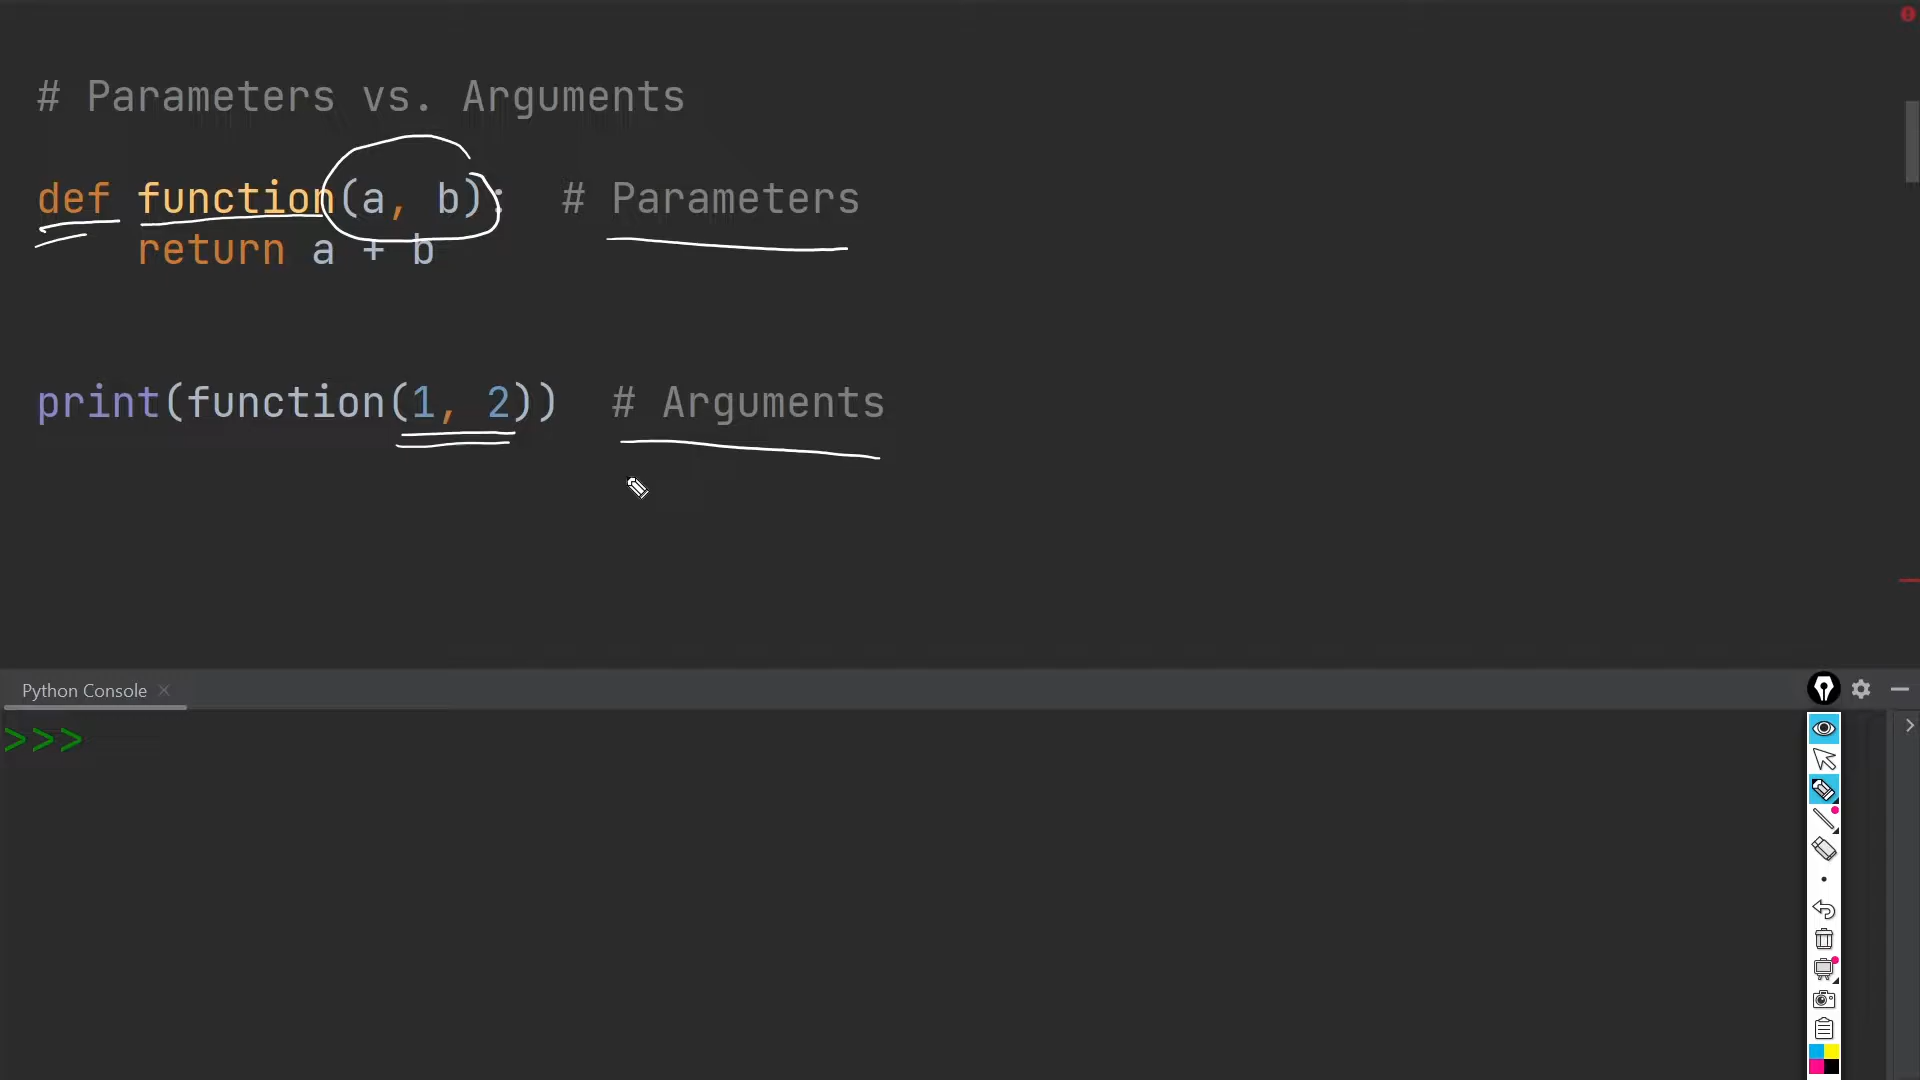 # Parameters vs. Arguments
def function(a, b):  # Parameters
    return a + b
print(function(1, 2))  # Arguments
Python Console
>>>